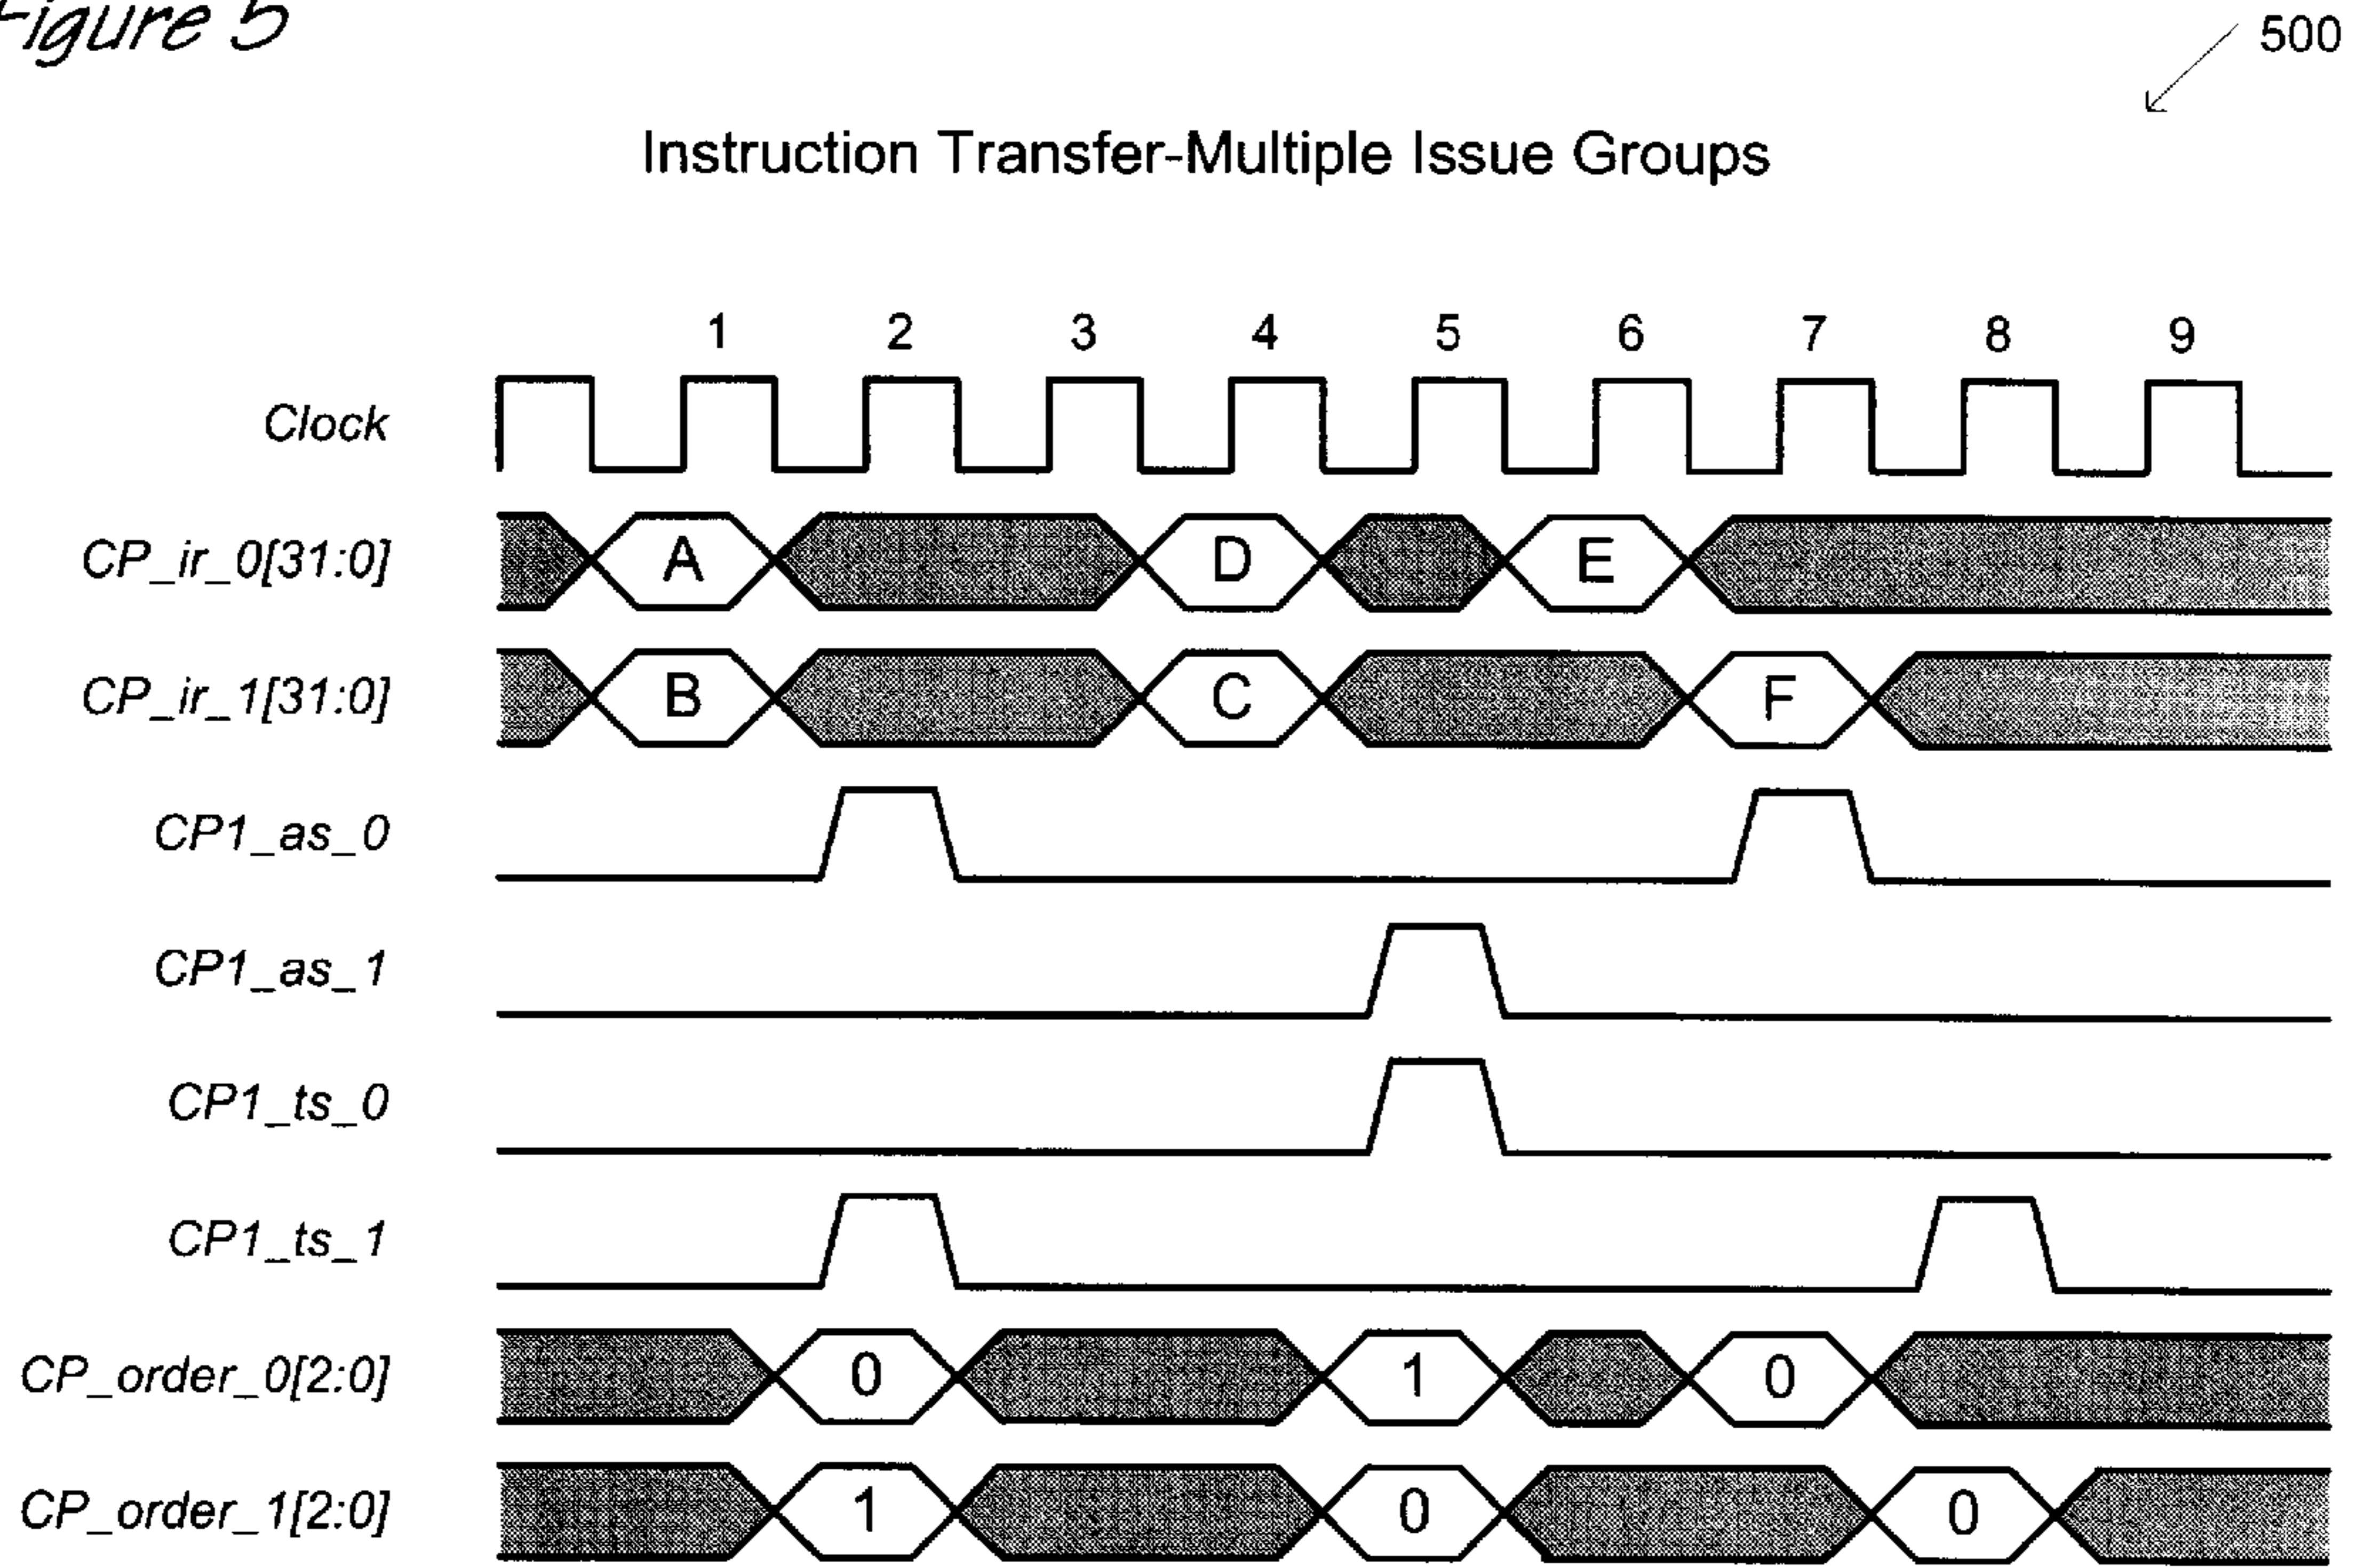 Figure 5
500
Instruction Transfer-Multiple Issue Groups
1 2 3 4 5 6 7 8 9
Clock
CP_ir_0[31:0] A D E
CP_ir_1[31:0] B C F
CP1_as_0
CP1_as_1
CP1_ts_0
CP1_ts_1
CP_order_0[2:0] 0 1 0
CP_order_1[2:0] 1 0 0